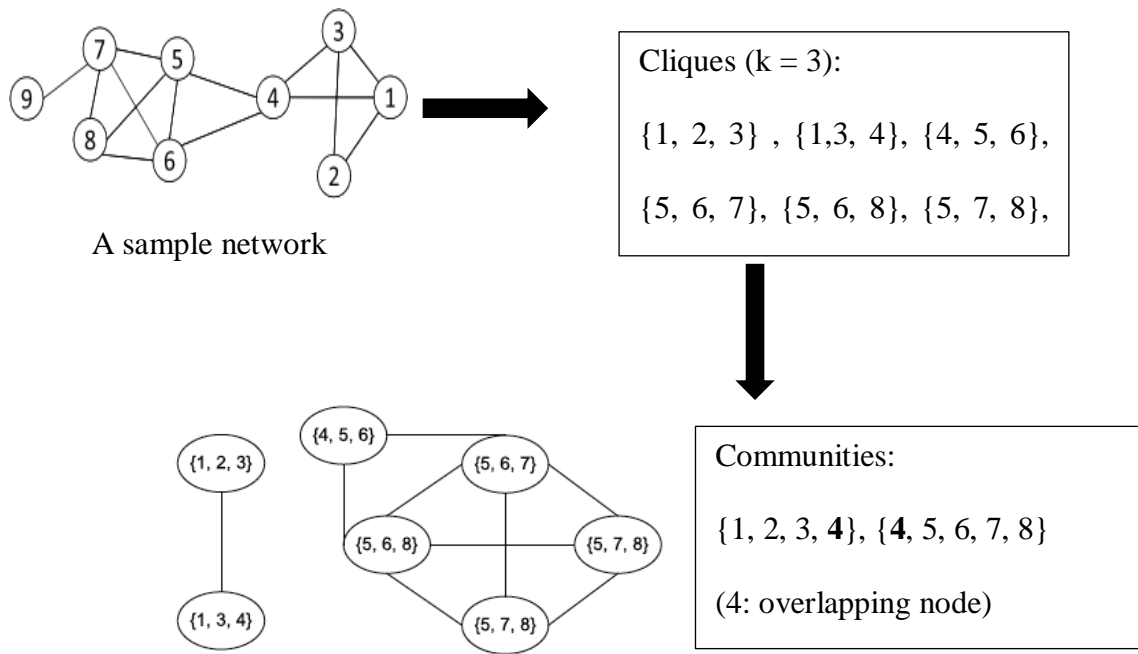 3
7
5
9
4
1
8
6
2
A sample network
Cliques (k = 3):
{1, 2, 3} , {1,3, 4}, {4, 5, 6},
{5, 6, 7}, {5, 6, 8}, {5, 7, 8},
{4, 5, 6}
{1, 2, 3}
{5, 6, 7}
{5, 6, 8}
{5, 7, 8}
{1, 3, 4}
{5, 7, 8}
Communities:
{1, 2, 3, 4}, {4, 5, 6, 7, 8}
(4: overlapping node)